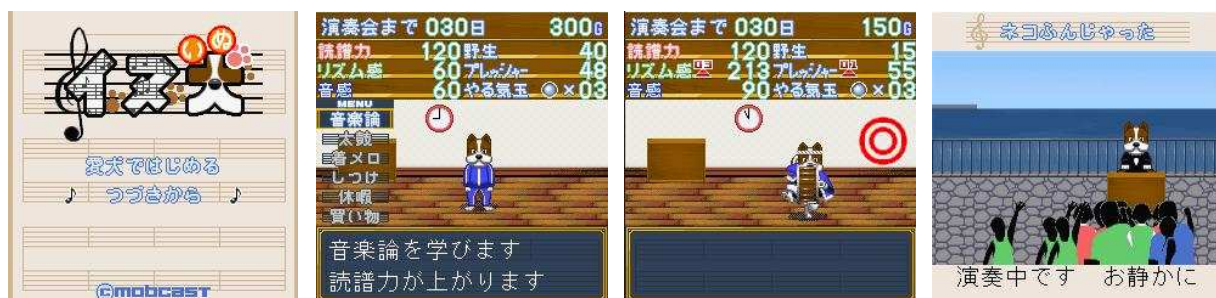 いぬ
イヌ
愛犬ではじめる
♪ つづきから ♪
©mobcast
演奏会まで 030日 300G
読譜力 120 野生 40
リズム感 60 プレッシャー 48
音感 60 やる気玉 ×03
MENU
音楽論
太鼓
着メロ
しつけ
休暇
買い物
音楽論を学びます
読譜力が上がります
演奏会まで 030日 150G
読譜力 120 野生 15
リズム感 213 プレッシャー 55
音感 90 やる気玉 ×03
ネコふんじゃった
演奏中です お静かに